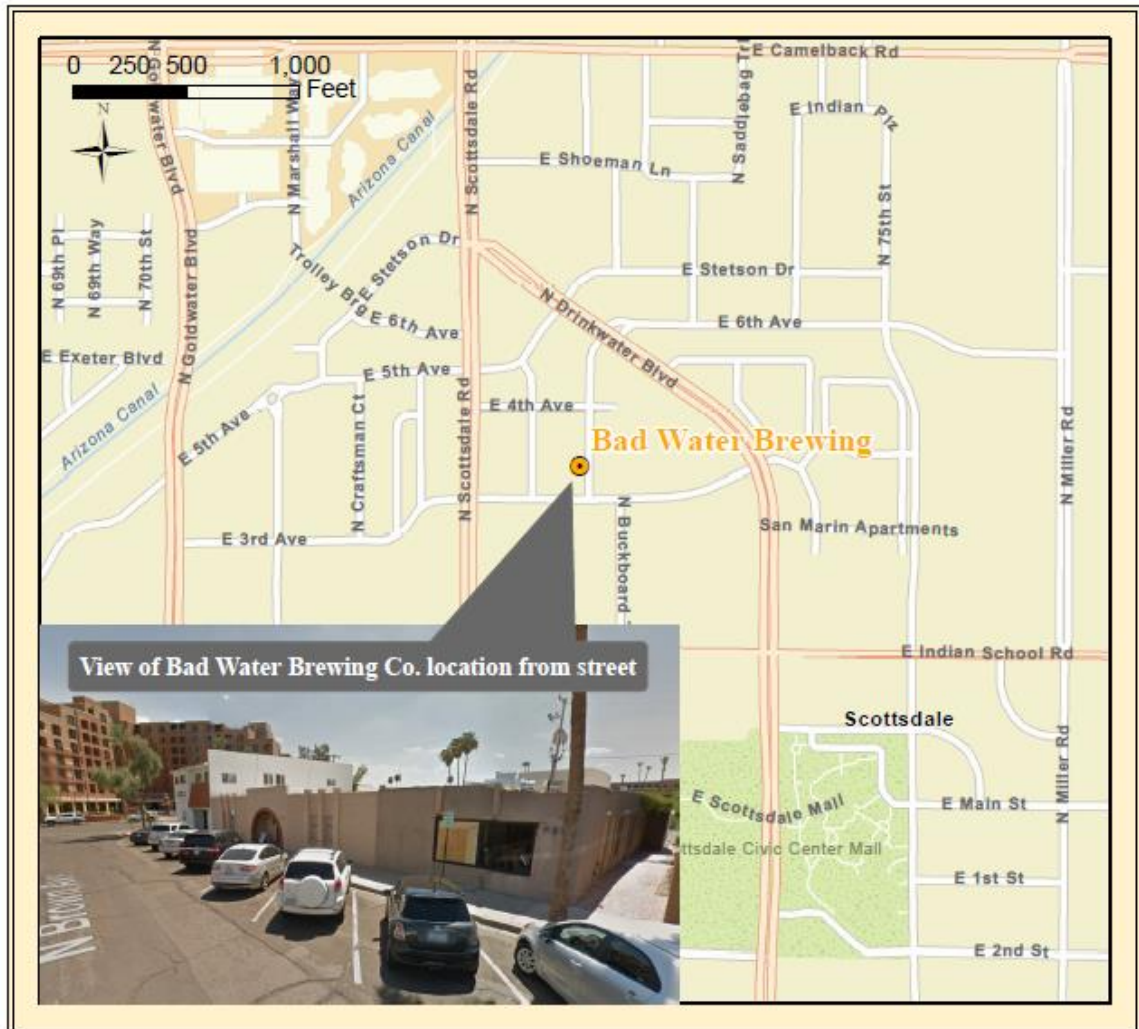 0 250 500 1,000
Feet
N
E Camelback Rd
N Goldwater Blvd
N Marshall Way
N Scottsdale Rd
N Saddlebag Trl
E Indian Plz
Arizona Canal
E Shoeman Ln
N 75th St
N 69th Pl
N 69th Way
N 70th St
N Goldwater Blvd
Trolley Brg
E Stetson Dr
E Stetson Dr
N Drinkwater Blvd
E 6th Ave
E 6th Ave
E Exeter Blvd
E 5th Ave
N Scottsdale Rd
E 4th Ave
Arizona Canal
E 5th Ave
N Craftsman Ct
Bad Water Brewing
N Miller Rd
N Buckboard
San Marin Apartments
E 3rd Ave
View of Bad Water Brewing Co. location from street
E Indian School Rd
Scottsdale
N Miller Rd
E Scottsdale Mall
E Main St
ttsdale Civic Center Mall
E 1st St
E 2nd St